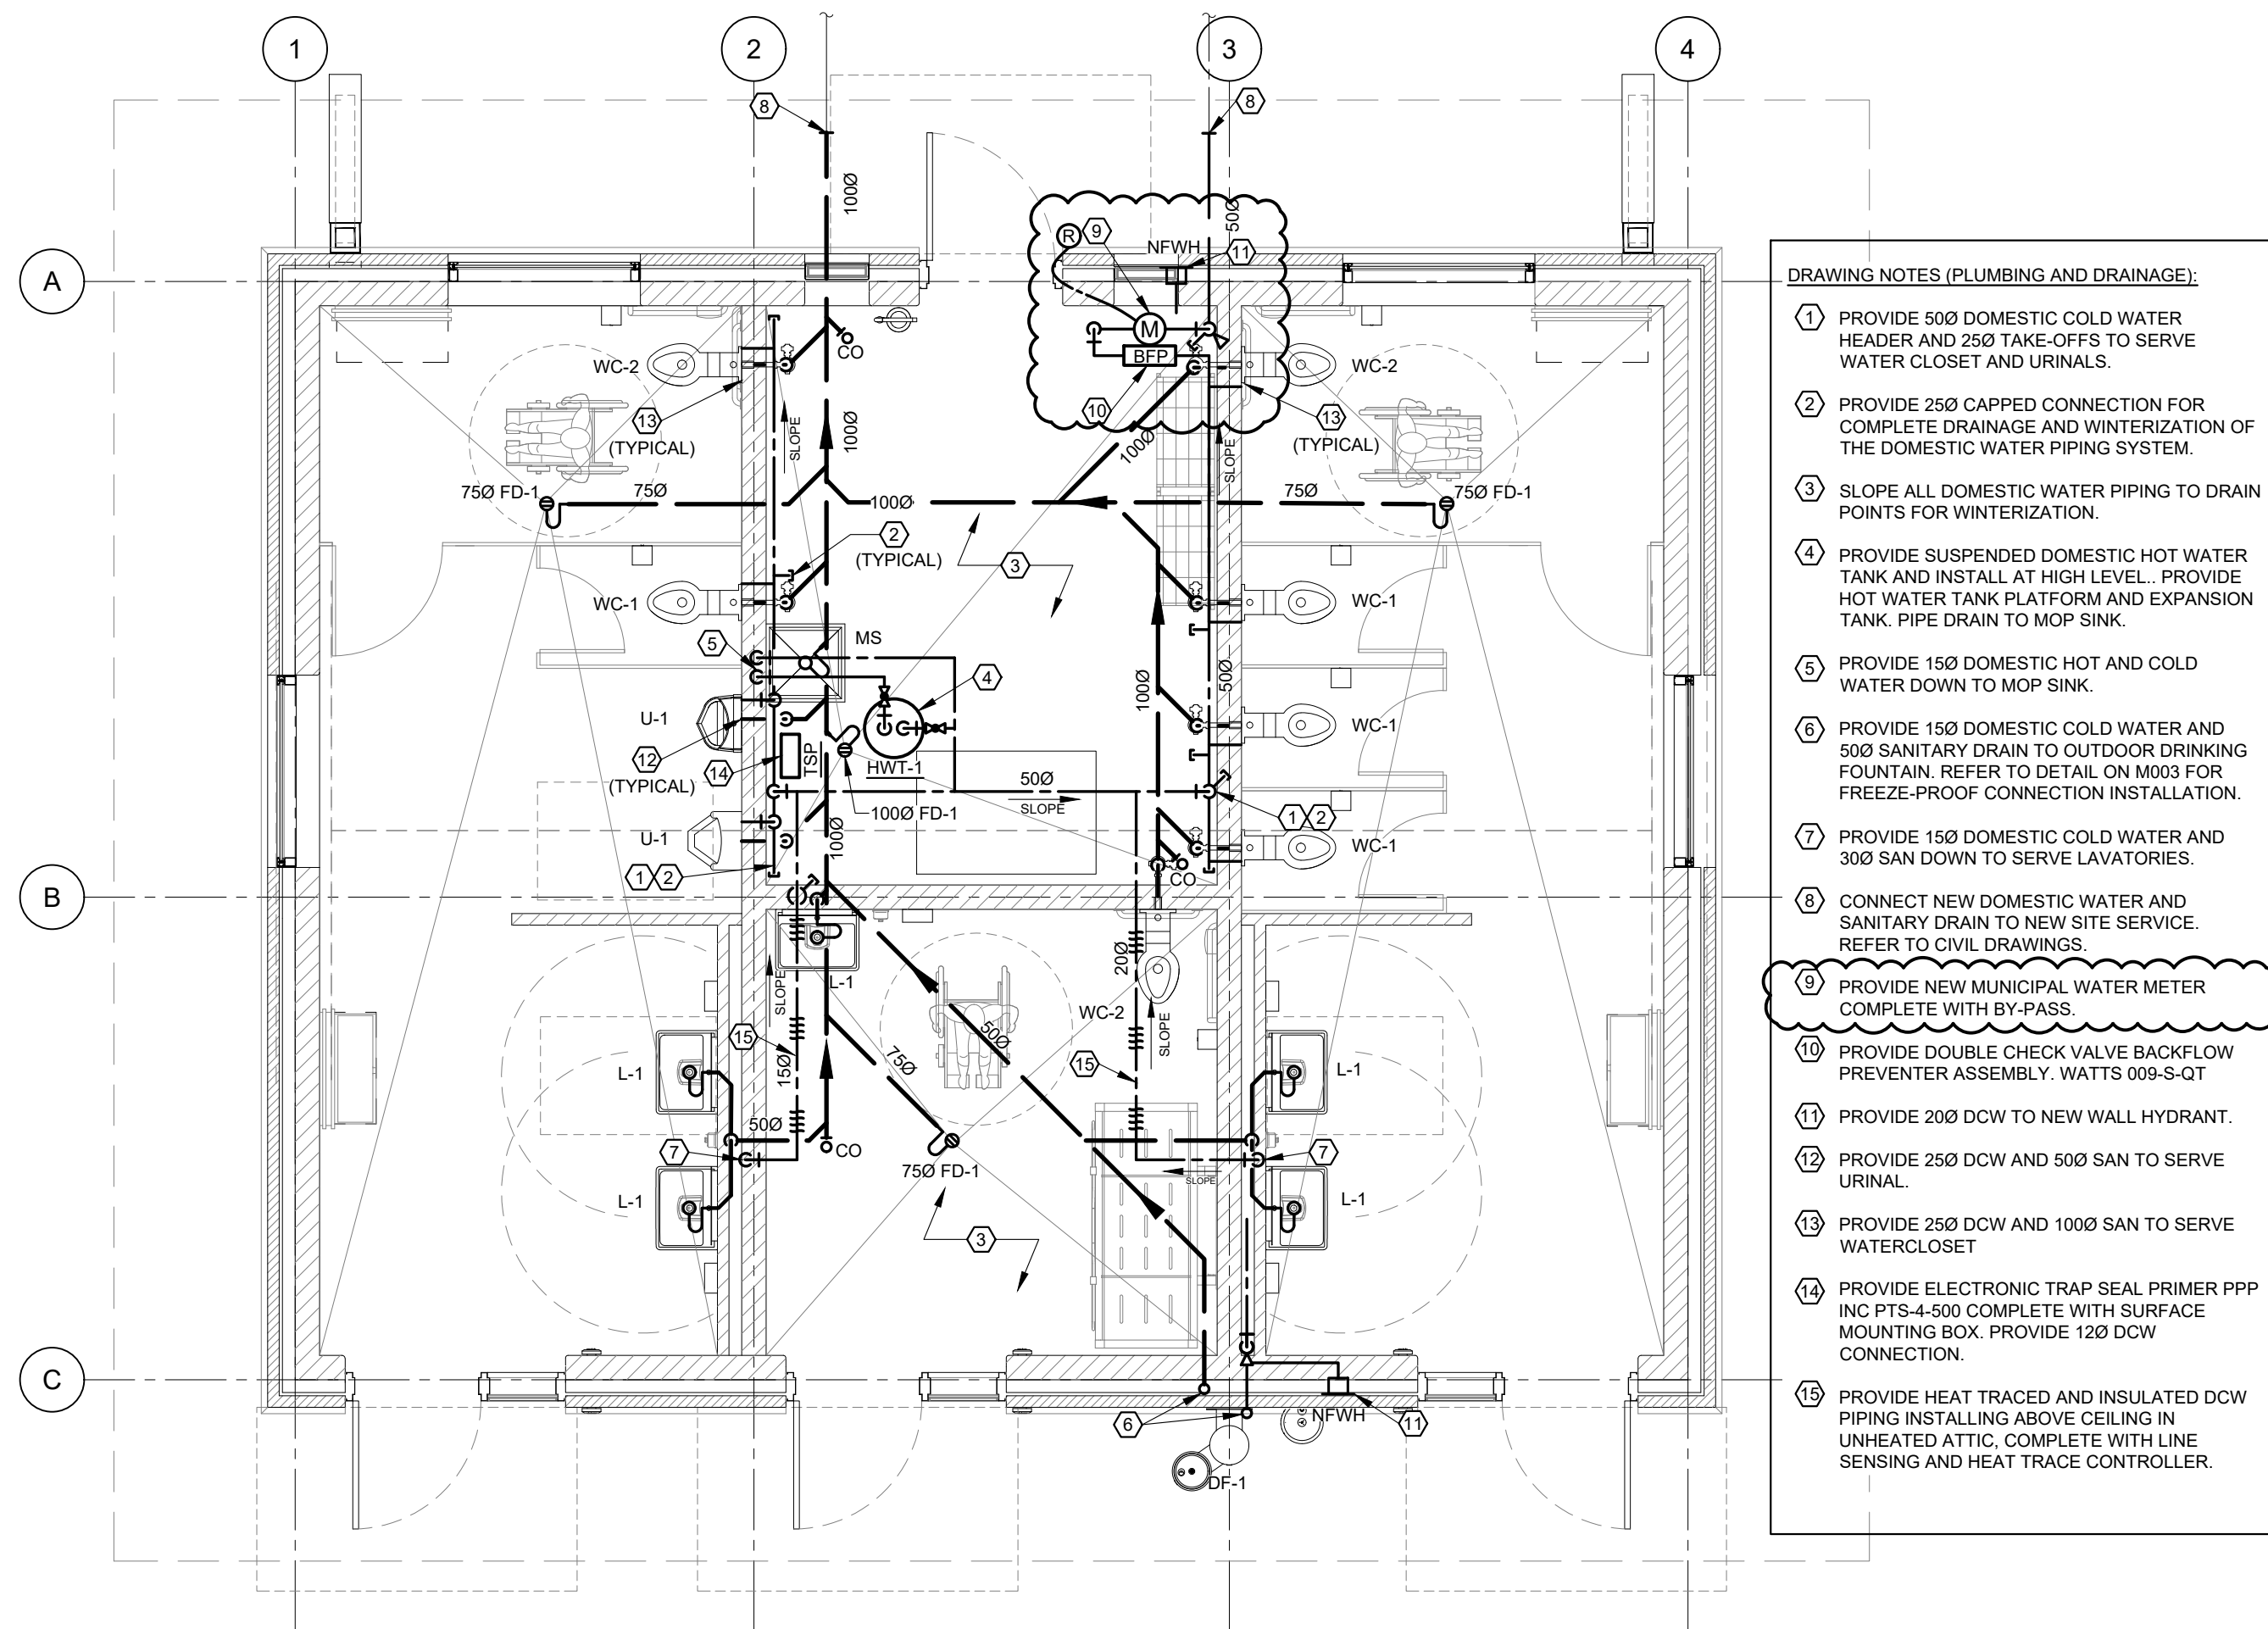 1
2
3
4
8
8
100Ø
50Ø
R
9
NFWH
11
A
M
CO
BFP
WC-2
WC-2
13
(TYPICAL)
10
13
(TYPICAL)
SLOPE
100Ø
100Ø
SLOPE
75Ø FD-1
75Ø
100Ø
75Ø
75Ø FD-1
2
(TYPICAL)
3
WC-1
WC-1
5
MS
4
100Ø
50Ø
U-1
WC-1
12
(TYPICAL)
14
TSP
HWT-1
50Ø
SLOPE
100Ø FD-1
1 2
U-1
100Ø
WC-1
1 2
CO
B
L-1
SLOPE
200Ø
WC-2
SLOPE
15
15Ø
75Ø
50Ø
15
L-1
L-1
50Ø
7
CO
75Ø FD-1
7
SLOPE
L-1
L-1
3
C
6
NFWH
11
DF-1
DRAWING NOTES (PLUMBING AND DRAINAGE):
1 PROVIDE 50Ø DOMESTIC COLD WATER
HEADER AND 25Ø TAKE-OFFS TO SERVE
WATER CLOSET AND URINALS.
2 PROVIDE 25Ø CAPPED CONNECTION FOR
COMPLETE DRAINAGE AND WINTERIZATION OF
THE DOMESTIC WATER PIPING SYSTEM.
3 SLOPE ALL DOMESTIC WATER PIPING TO DRAIN
POINTS FOR WINTERIZATION.
4 PROVIDE SUSPENDED DOMESTIC HOT WATER
TANK AND INSTALL AT HIGH LEVEL.. PROVIDE
HOT WATER TANK PLATFORM AND EXPANSION
TANK. PIPE DRAIN TO MOP SINK.
5 PROVIDE 15Ø DOMESTIC HOT AND COLD
WATER DOWN TO MOP SINK.
6 PROVIDE 15Ø DOMESTIC COLD WATER AND
50Ø SANITARY DRAIN TO OUTDOOR DRINKING
FOUNTAIN. REFER TO DETAIL ON M003 FOR
FREEZE-PROOF CONNECTION INSTALLATION.
7 PROVIDE 15Ø DOMESTIC COLD WATER AND
30Ø SAN DOWN TO SERVE LAVATORIES.
8 CONNECT NEW DOMESTIC WATER AND
SANITARY DRAIN TO NEW SITE SERVICE.
REFER TO CIVIL DRAWINGS.
9 PROVIDE NEW MUNICIPAL WATER METER
COMPLETE WITH BY-PASS.
10 PROVIDE DOUBLE CHECK VALVE BACKFLOW
PREVENTER ASSEMBLY. WATTS 009-S-QT
11 PROVIDE 20Ø DCW TO NEW WALL HYDRANT.
12 PROVIDE 25Ø DCW AND 50Ø SAN TO SERVE
URINAL.
13 PROVIDE 25Ø DCW AND 100Ø SAN TO SERVE
WATERCLOSET
14 PROVIDE ELECTRONIC TRAP SEAL PRIMER PPP
INC PTS-4-500 COMPLETE WITH SURFACE
MOUNTING BOX. PROVIDE 12Ø DCW
CONNECTION.
15 PROVIDE HEAT TRACED AND INSULATED DCW
PIPING INSTALLING ABOVE CEILING IN
UNHEATED ATTIC, COMPLETE WITH LINE
SENSING AND HEAT TRACE CONTROLLER.